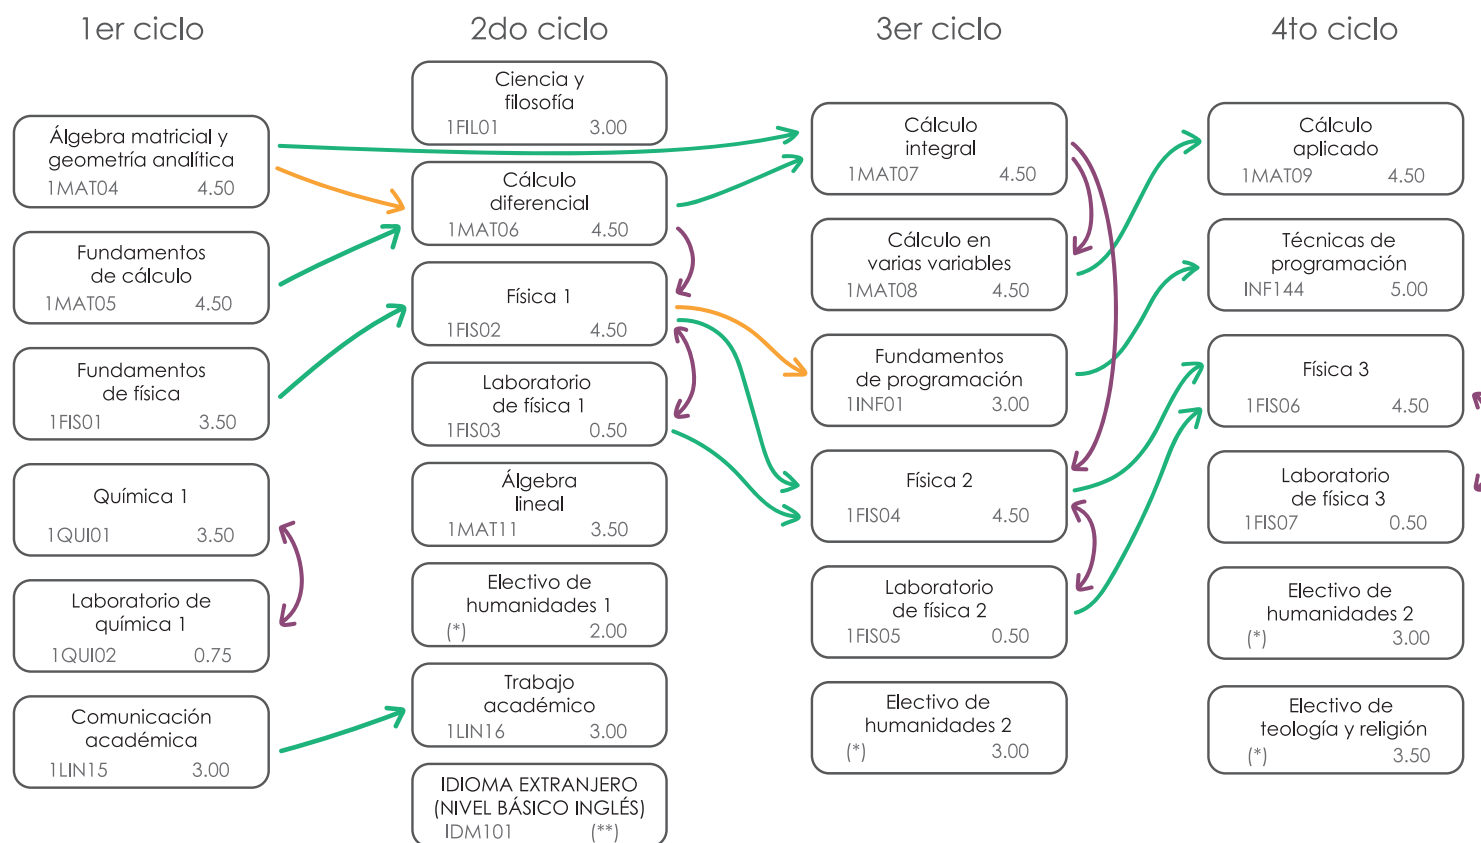 1er ciclo
Álgebra matricial y
geometría analítica
1MAT04 4.50
Fundamentos
de cálculo
1MAT05 4.50
Fundamentos
de física
1FIS01 3.50
Química 1
1QUI01 3.50
Laboratorio de
química 1
1QUI02 0.75
Comunicación
académica
1LIN15 3.00
2do ciclo
Ciencia y
filosofía
1FIL01 3.00
Cálculo
diferencial
1MAT06 4.50
Física 1
1FIS02 4.50
Laboratorio
de física 1
1FIS03 0.50
Álgebra
lineal
1MAT11 3.50
Electivo de
humanidades 1
(*) 2.00
Trabajo
académico
1LIN16 3.00
IDIOMA EXTRANJERO
(NIVEL BÁSICO INGLÉS)
IDM101 (**)
3er ciclo
Cálculo
integral
1MAT07 4.50
Cálculo en
varias variables
1MAT08 4.50
Fundamentos
de programación
1INF01 3.00
Física 2
1FIS04 4.50
Laboratorio
de física 2
1FIS05 0.50
Electivo de
humanidades 2
(*) 3.00
4to ciclo
Cálculo
aplicado
1MAT09 4.50
Técnicas de
programación
INF144 5.00
Física 3
1FIS06 4.50
Laboratorio
de física 3
1FIS07 0.50
Electivo de
humanidades 2
(*) 3.00
Electivo de
teología y religión
(*) 3.50